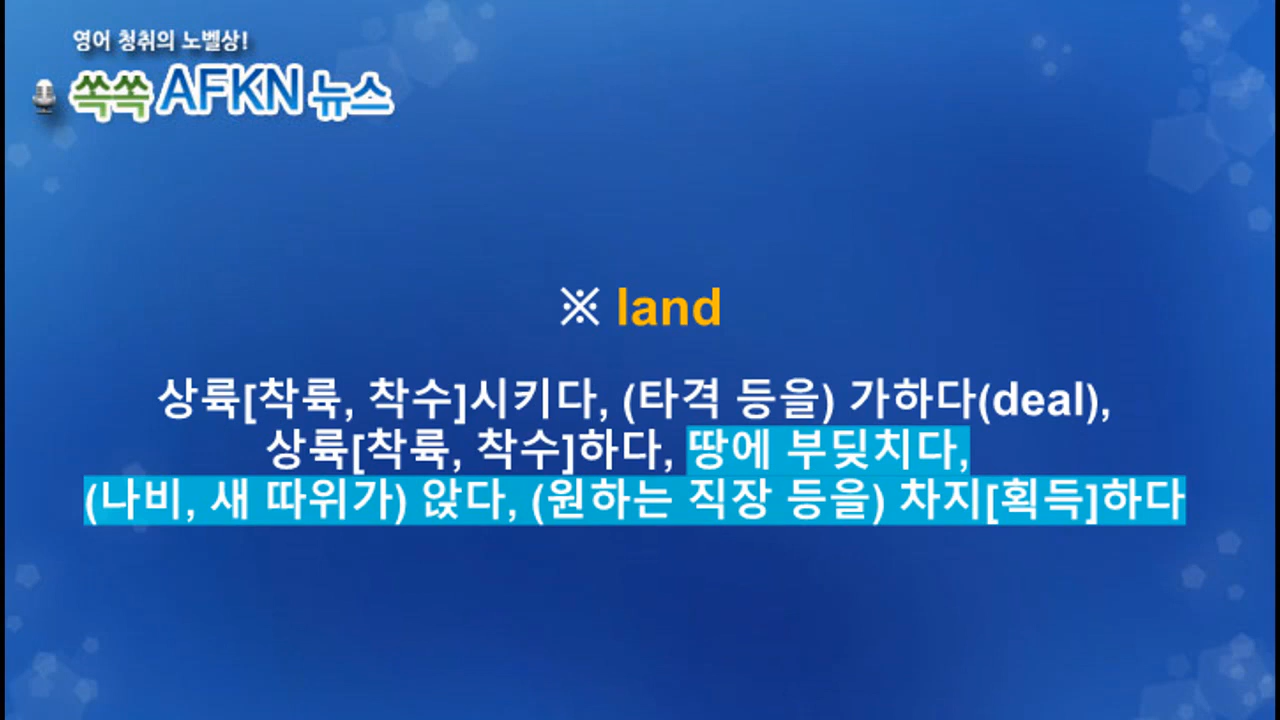 영어 청취의 노벨상!
쏙쏙 AFKN 뉴스
※ land
상륙[착륙, 착수]시키다, (타격 등을) 가하다(deal),
상륙[착륙, 착수]하다, 땅에 부딪치다,
(나비, 새 따위가) 앉다, (원하는 직장 등을) 차지[획득]하다